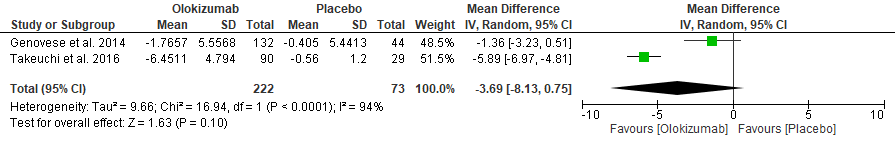 Olokizumab Placebo Mean Difference Mean Difference
Study or Subgroup Mean SD Total Mean SD Total Weight IV, Random, 95% CI IV, Random, 95% CI
Genovese et al. 2014 -1.7657 5.5568 132 -0.405 5.4413 44 48.5% -1.36 [-3.23, 0.51]
Takeuchi et al. 2016 -6.4511 4.794 90 -0.56 1.2 29 51.5% -5.89 [-6.97, -4.81]
Total (95% CI) 222 73 100.0% -3.69 [-8.13, 0.75]
Heterogeneity: Tau² = 9.66; Chi² = 16.94, df = 1 (P < 0.0001); I² = 94%
Test for overall effect: Z = 1.63 (P = 0.10)
-10 -5 0 5 10
Favours [Olokizumab] Favours [Placebo]